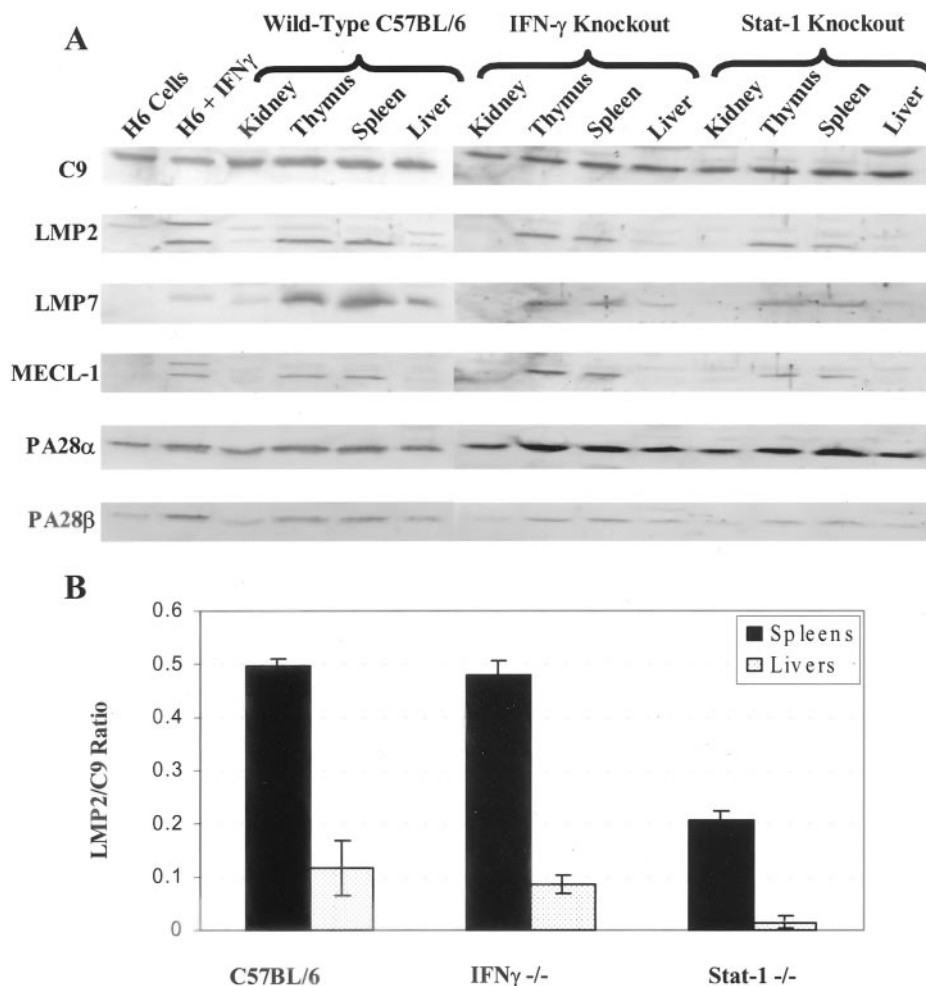 A
Wild-Type C57BL/6
IFN-γ Knockout
Stat-1 Knockout
H6 Cells
H6 + IFNγ
Kidney
Thymus
Spleen
Liver
Kidney
Thymus
Spleen
Liver
Kidney
Thymus
Spleen
Liver
C9
LMP2
LMP7
MECL-1
PA28α
PA28β
B
0.6
0.5
0.4
0.3
0.2
0.1
0
LMP2/C9 Ratio
Spleens
Livers
C57BL/6
IFNγ -/-
Stat-1 -/-